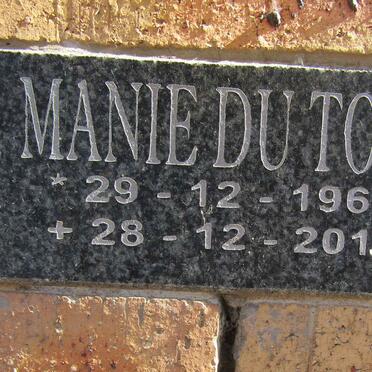 MANIE DU TO
* 29 - 12 - 196
+ 28 - 12 - 201